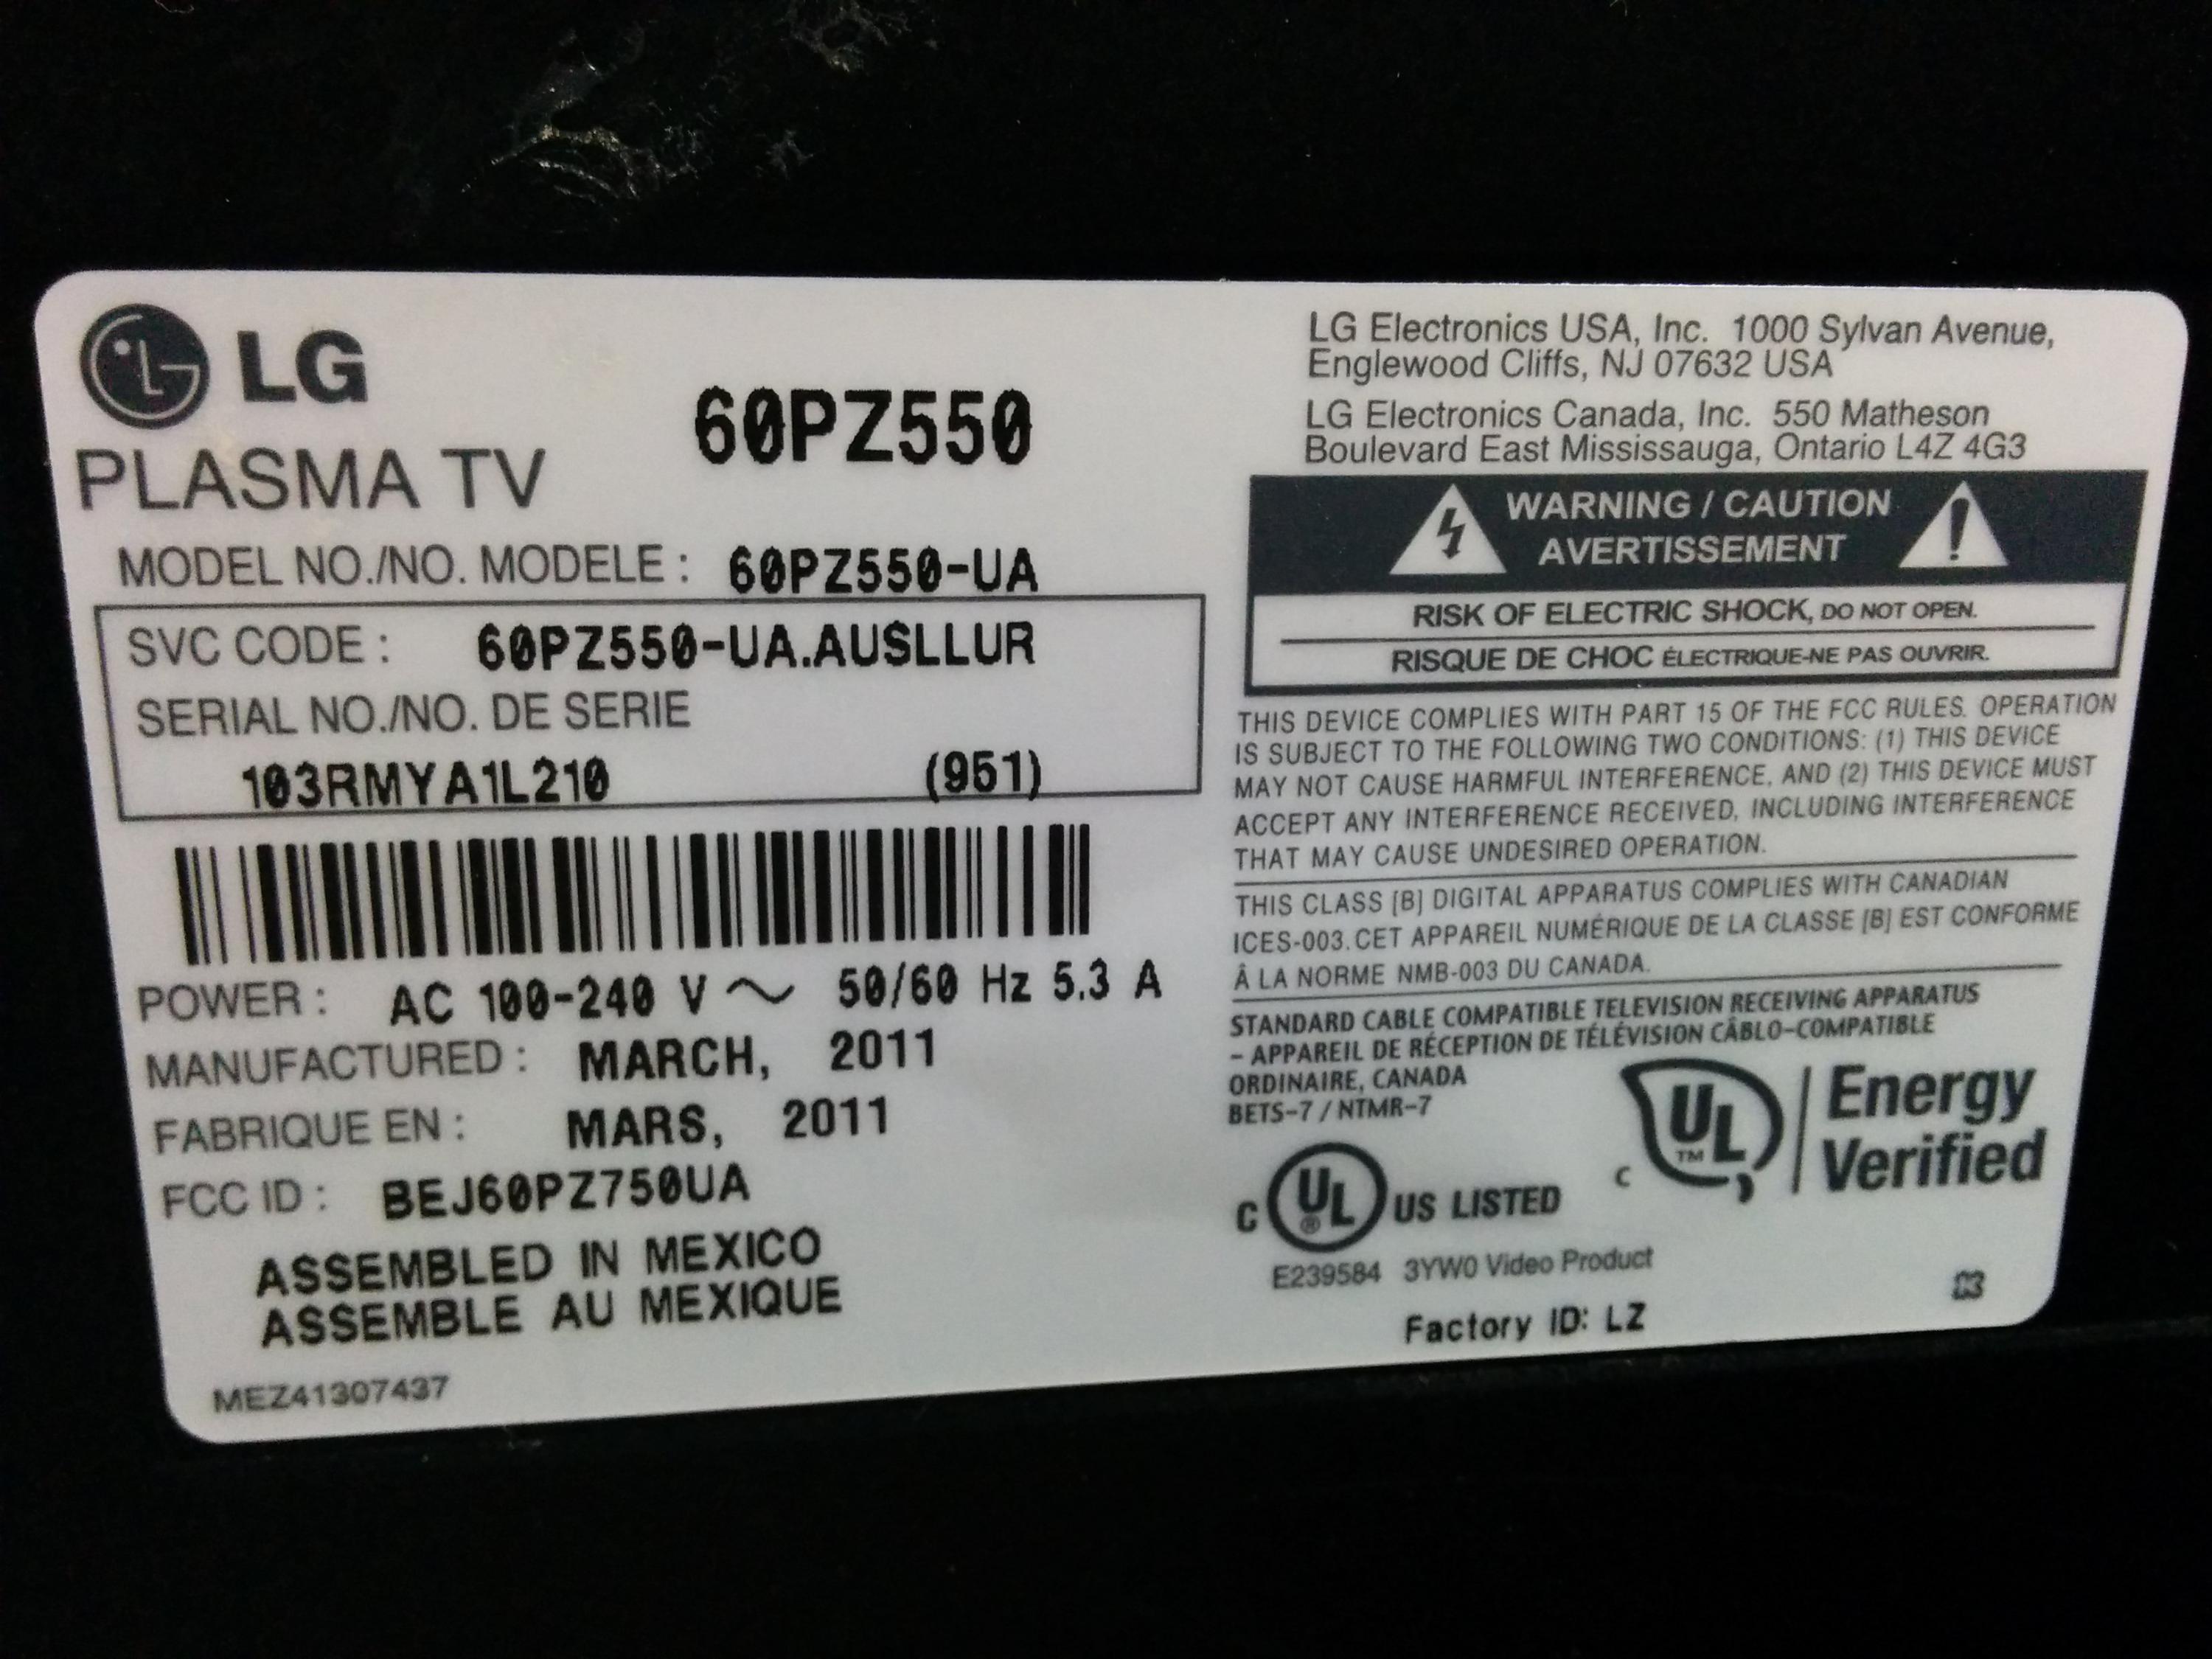 LG
PLASMA TV
60PZ550
MODEL NO./NO. MODELE : 60PZ550-UA
SVC CODE : 60PZ550-UA.AUSLLUR
SERIAL NO./NO. DE SERIE
103RMYA1L210 (951)
POWER : AC 100-240 V ~ 50/60 Hz 5.3 A
MANUFACTURED : MARCH, 2011
FABRIQUE EN : MARS, 2011
FCC ID : BEJ60PZ750UA
ASSEMBLED IN MEXICO
ASSEMBLE AU MEXIQUE
MEZ41307437
LG Electronics USA, Inc. 1000 Sylvan Avenue,
Englewood Cliffs, NJ 07632 USA
LG Electronics Canada, Inc. 550 Matheson
Boulevard East Mississauga, Ontario L4Z 4G3
WARNING / CAUTION
AVERTISSEMENT
RISK OF ELECTRIC SHOCK, DO NOT OPEN.
RISQUE DE CHOC ÉLECTRIQUE-NE PAS OUVRIR.
THIS DEVICE COMPLIES WITH PART 15 OF THE FCC RULES. OPERATION
IS SUBJECT TO THE FOLLOWING TWO CONDITIONS: (1) THIS DEVICE
MAY NOT CAUSE HARMFUL INTERFERENCE, AND (2) THIS DEVICE MUST
ACCEPT ANY INTERFERENCE RECEIVED, INCLUDING INTERFERENCE
THAT MAY CAUSE UNDESIRED OPERATION.
THIS CLASS [B] DIGITAL APPARATUS COMPLIES WITH CANADIAN
ICES-003. CET APPAREIL NUMÉRIQUE DE LA CLASSE [B] EST CONFORME
Â LA NORME NMB-003 DU CANADA.
STANDARD CABLE COMPATIBLE TELEVISION RECEIVING APPARATUS
- APPAREIL DE RÉCEPTION DE TÉLÉVISION CÂBLO-COMPATIBLE
ORDINAIRE, CANADA
BETS-7 / NTMR-7
C UL ® US LISTED
C UL TM Energy
Verified
E239584 3YW0 Video Product
Factory ID: LZ